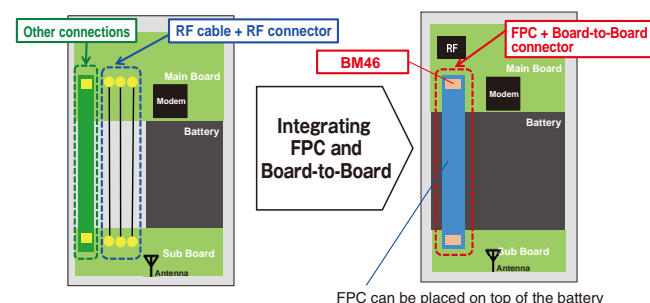 Other connections
RF cable + RF connector
Main Board
Modem
Battery
Sub Board
Antenna
Integrating
FPC and
Board-to-Board
FPC + Board-to-Board
connector
BM46
RF
Main Board
Modem
Battery
Sub Board
Antenna
FPC can be placed on top of the battery